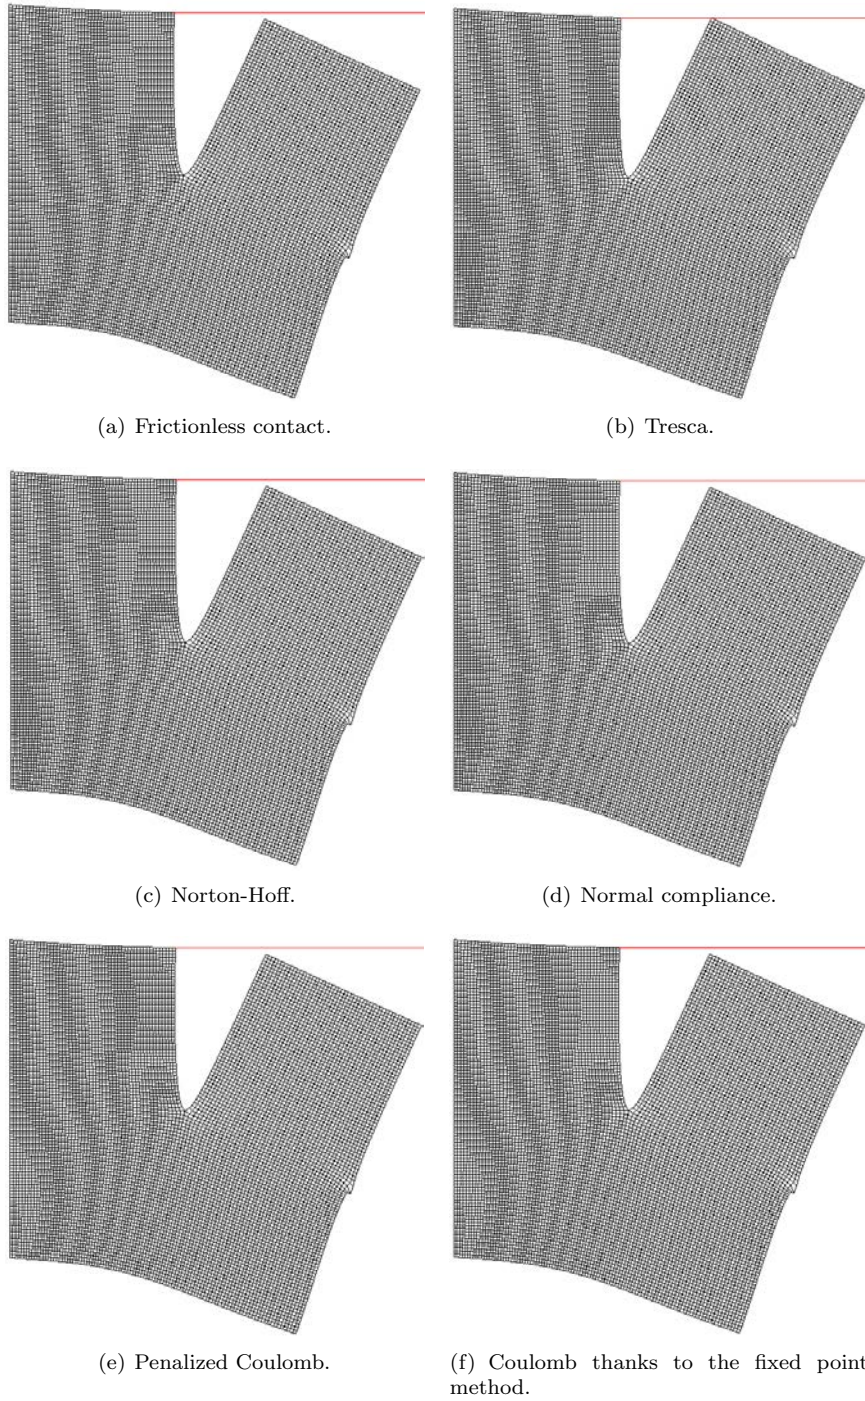 (a) Frictionless contact.
(b) Tresca.
(c) Norton-Hoff.
(d) Normal compliance.
(e) Penalized Coulomb.
(f) Coulomb thanks to the fixed point
method.